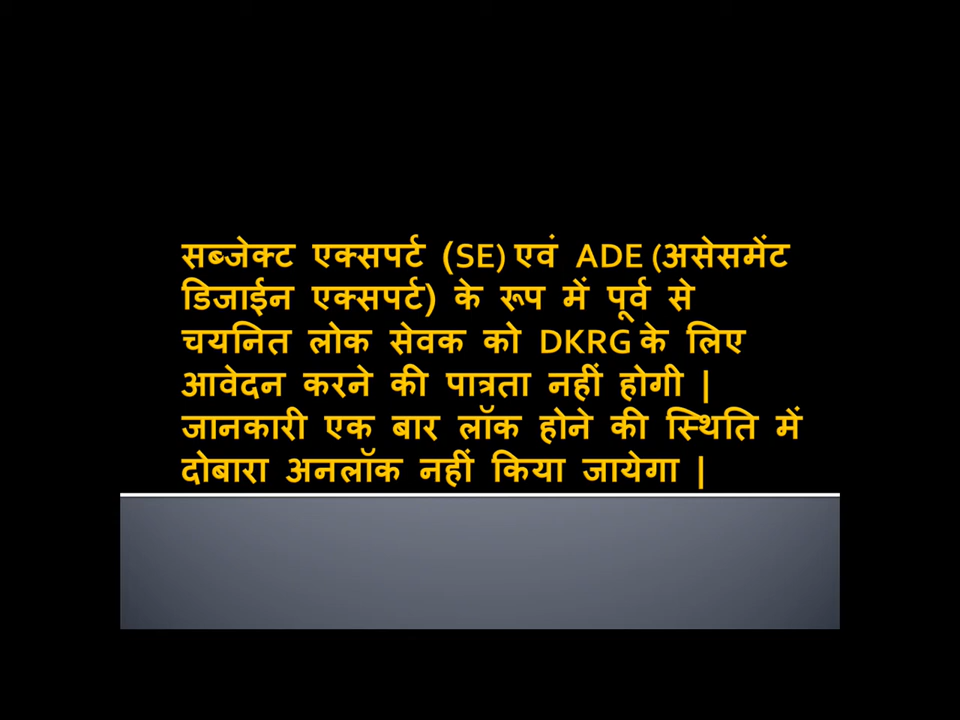 सब्जेक्ट एक्सपर्ट (SE) एवं ADE (असेसमेंट
डिजाईन एक्सपर्ट) के रूप में पूर्व से
चयनित लोक सेवक को DKRG के लिए
आवेदन करने की पात्रता नहीं होगी |
जानकारी एक बार लॉक होने की स्थिति में
दोबारा अनलॉक नहीं किया जायेगा |